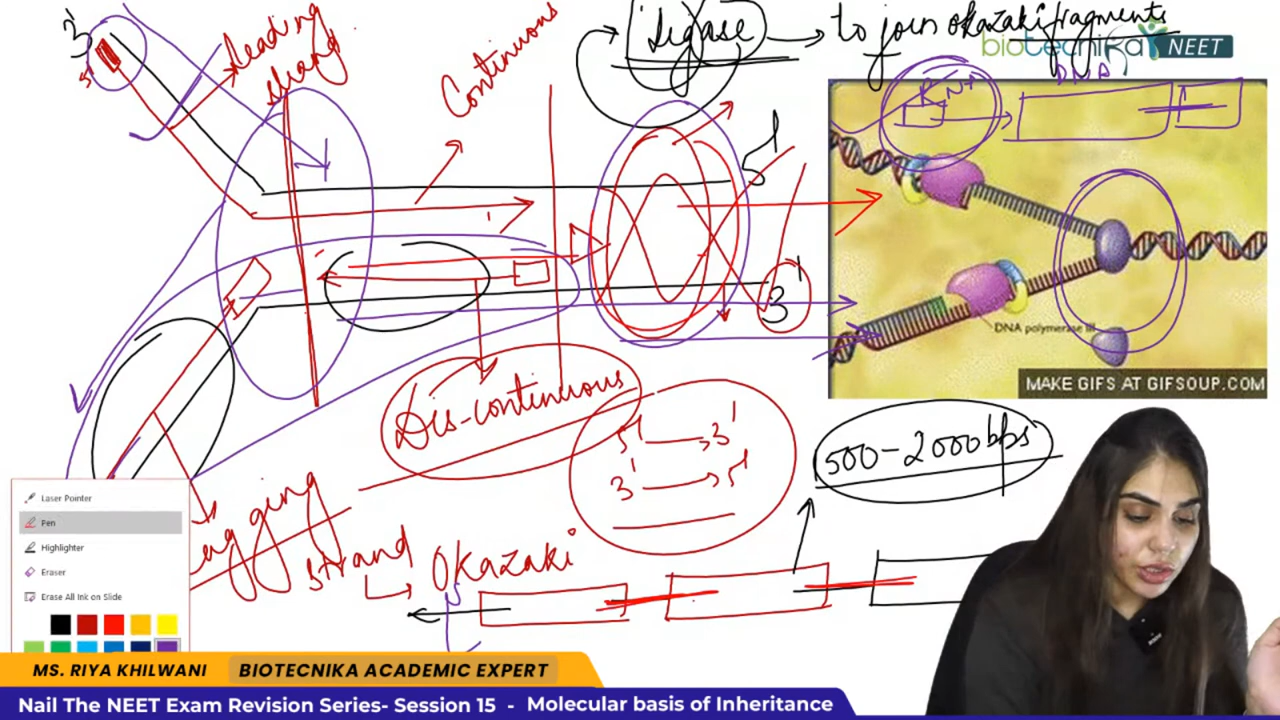 3'
5'
leading
strand
Continuous
ligase → to join Okazaki fragments
biotecnika NEET
DNA
5'
3'
DNA polymerase III
MAKE GIFS AT GIFSOUP.COM
Dis-continuous
5' → 3'
3' → 5'
500-2000 bps
Laser Pointer
Pen
Highlighter
Eraser
Erase All Ink on Slide
agging
strand
Okazaki
MS. RIYA KHILWANI BIOTECNIKA ACADEMIC EXPERT
Nail The NEET Exam Revision Series- Session 15 - Molecular basis of Inheritance